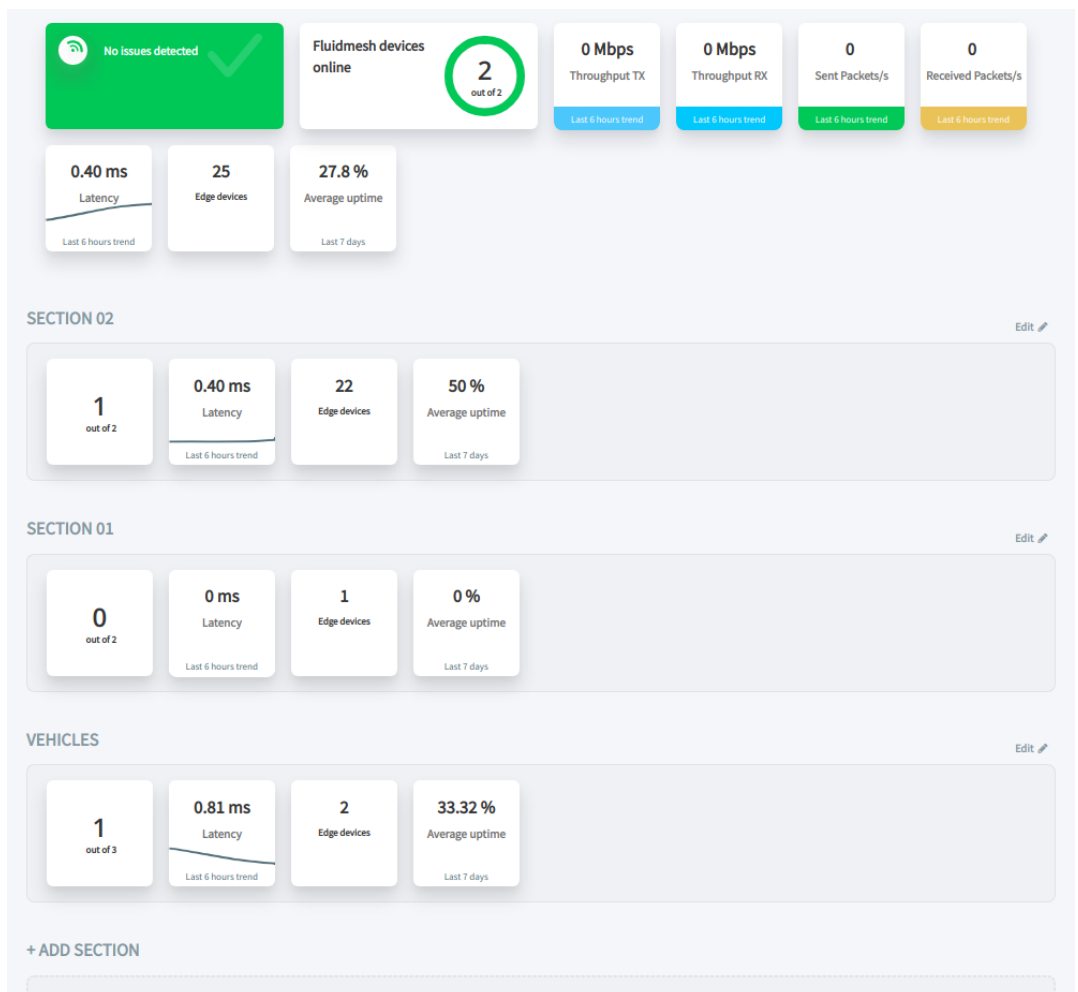 No issues detected
Fluidmesh devices
online
2
out of 2
0 Mbps
Throughput TX
Last 6 hours trend
0 Mbps
Throughput RX
Last 6 hours trend
0
Sent Packets/s
Last 6 hours trend
0
Received Packets/s
Last 6 hours trend
0.40 ms
Latency
Last 6 hours trend
25
Edge devices
27.8 %
Average uptime
Last 7 days
SECTION 02
Edit
1
out of 2
0.40 ms
Latency
Last 6 hours trend
22
Edge devices
50 %
Average uptime
Last 7 days
SECTION 01
Edit
0
out of 2
0 ms
Latency
Last 6 hours trend
1
Edge devices
0 %
Average uptime
Last 7 days
VEHICLES
Edit
1
out of 3
0.81 ms
Latency
Last 6 hours trend
2
Edge devices
33.32 %
Average uptime
Last 7 days
+ ADD SECTION